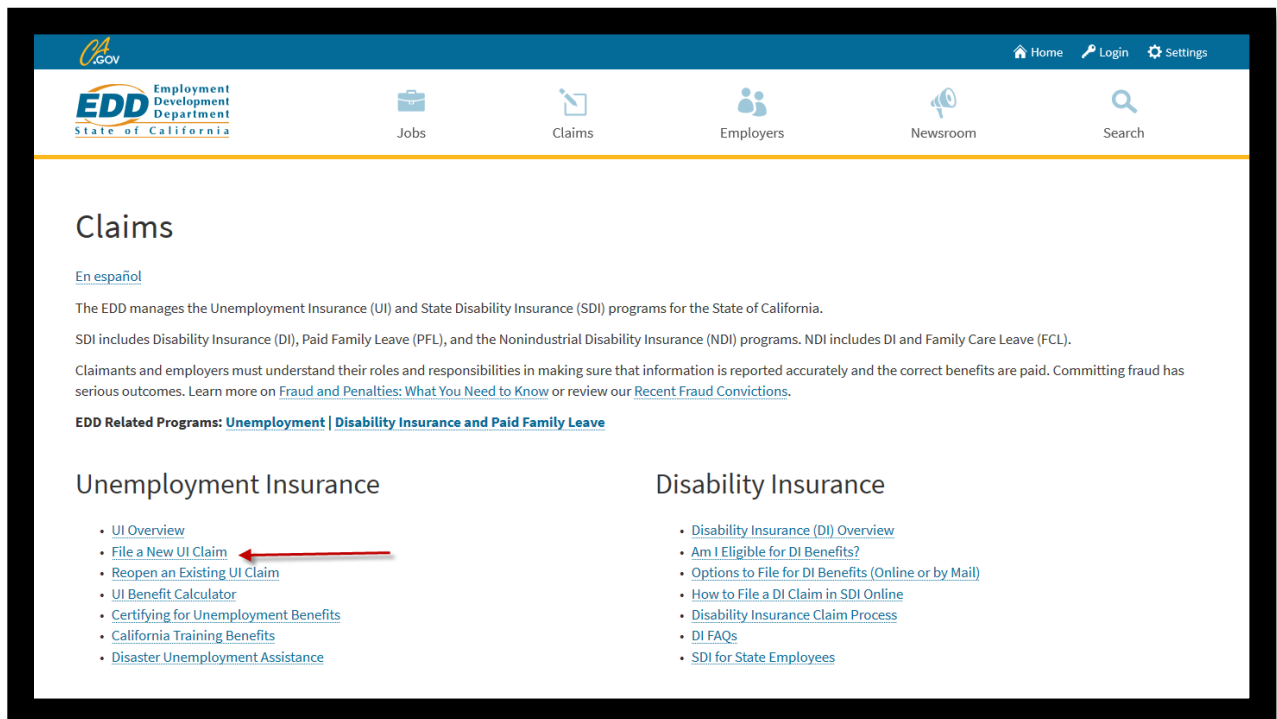 CA.GOV
Home Login Settings
EDD Employment
Development
Department
State of California
Jobs Claims Employers Newsroom Search
Claims
En español
The EDD manages the Unemployment Insurance (UI) and State Disability Insurance (SDI) programs for the State of California.
SDI includes Disability Insurance (DI), Paid Family Leave (PFL), and the Nonindustrial Disability Insurance (NDI) programs. NDI includes DI and Family Care Leave (FCL).
Claimants and employers must understand their roles and responsibilities in making sure that information is reported accurately and the correct benefits are paid. Committing fraud has
serious outcomes. Learn more on Fraud and Penalties: What You Need to Know or review our Recent Fraud Convictions.
EDD Related Programs: Unemployment | Disability Insurance and Paid Family Leave
Unemployment Insurance
• UI Overview
• File a New UI Claim
• Reopen an Existing UI Claim
• UI Benefit Calculator
• Certifying for Unemployment Benefits
• California Training Benefits
• Disaster Unemployment Assistance
Disability Insurance
• Disability Insurance (DI) Overview
• Am I Eligible for DI Benefits?
• Options to File for DI Benefits (Online or by Mail)
• How to File a DI Claim in SDI Online
• Disability Insurance Claim Process
• DI FAQs
• SDI for State Employees